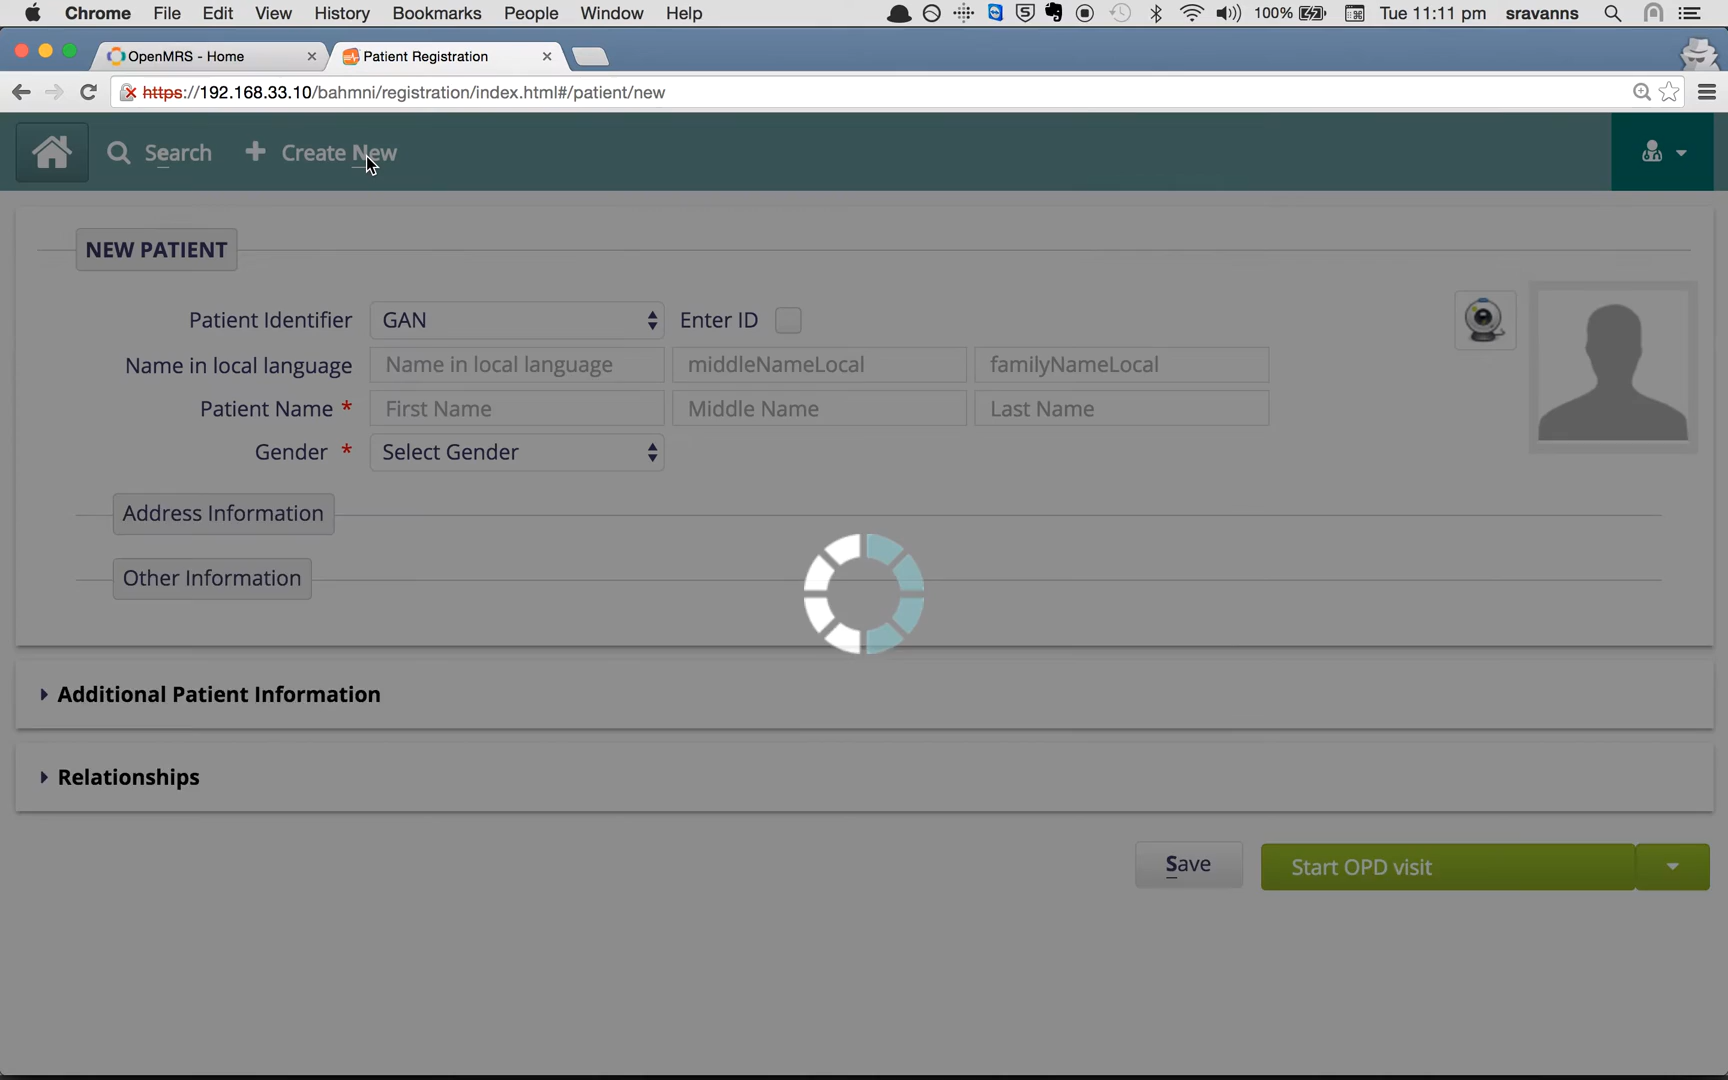 Chrome File Edit View History Bookmarks People Window Help 100% Tue 11:11 pm sravanns
OpenMRS - Home Patient Registration
https://192.168.33.10/bahmni/registration/index.html#/patient/new
Search Create New
NEW PATIENT
Patient Identifier GAN Enter ID
Name in local language Name in local language middleNameLocal familyNameLocal
Patient Name * First Name Middle Name Last Name
Gender * Select Gender
Address Information
Other Information
Additional Patient Information
Relationships
Save Start OPD visit